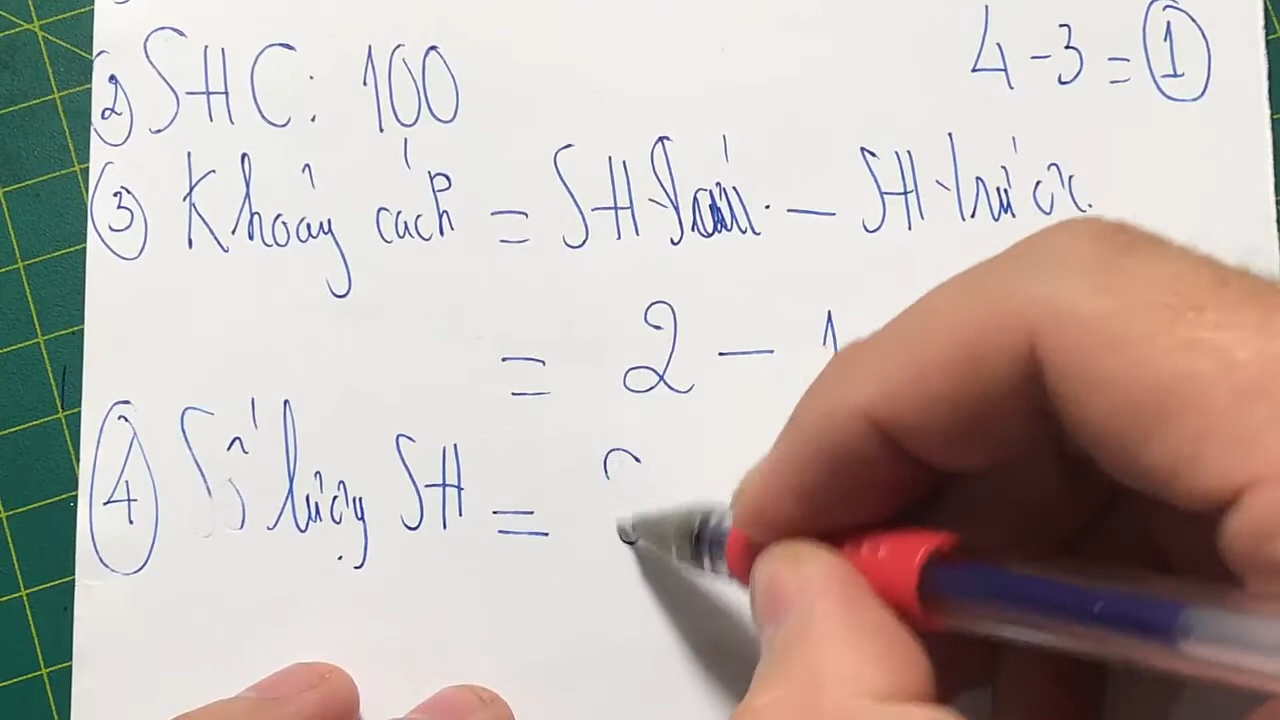 4-3 = 1
2 SHC: 100
3 Khoảng cách = SH sau - SH trước
= 2 - 1
4 Số lượng SH =